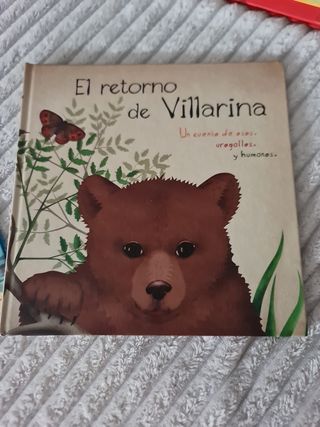 El retorno
de Villarina
Un cuento de osos,
urogallos,
y humanos.